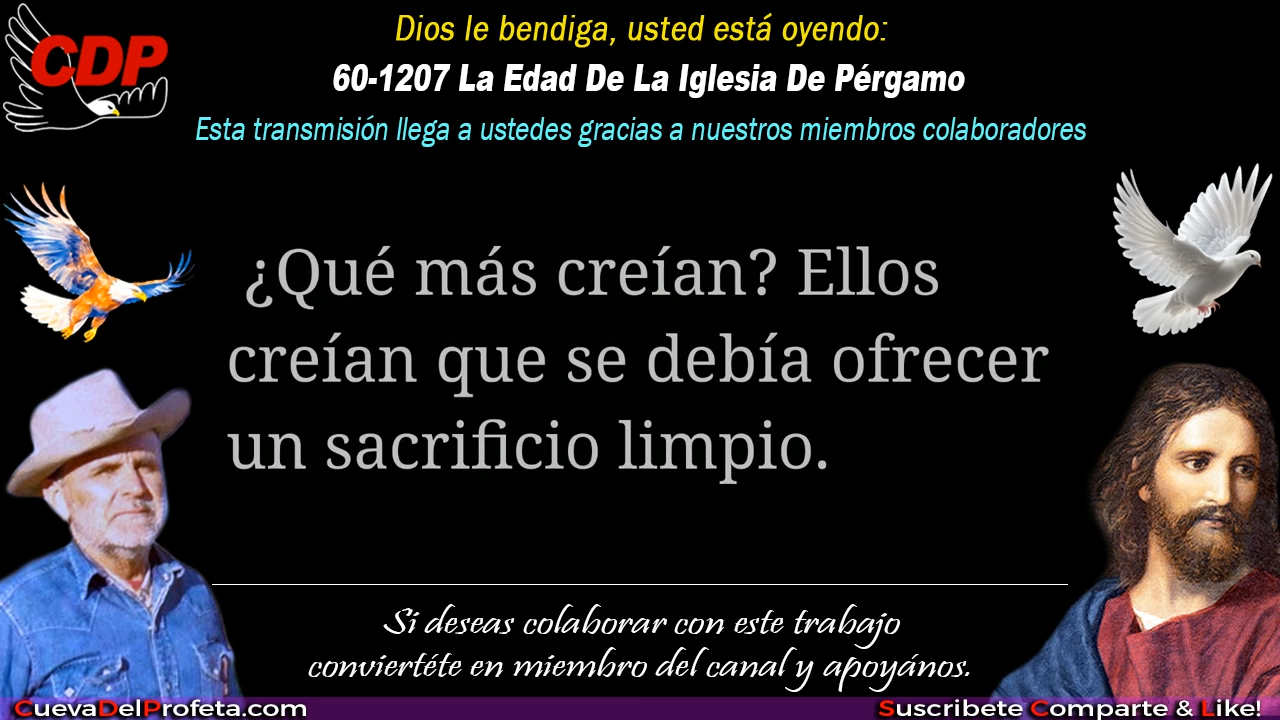 CDP
Dios le bendiga, usted está oyendo:
60-1207 La Edad De La Iglesia De Pérgamo
Esta transmisión llega a ustedes gracias a nuestros miembros colaboradores
¿Qué más creían? Ellos
creían que se debía ofrecer
un sacrificio limpio.
Si deseas colaborar con este trabajo
conviertéte en miembro del canal y apoyános.
CuevaDelProfeta.com
Suscribete Comparte & Like!